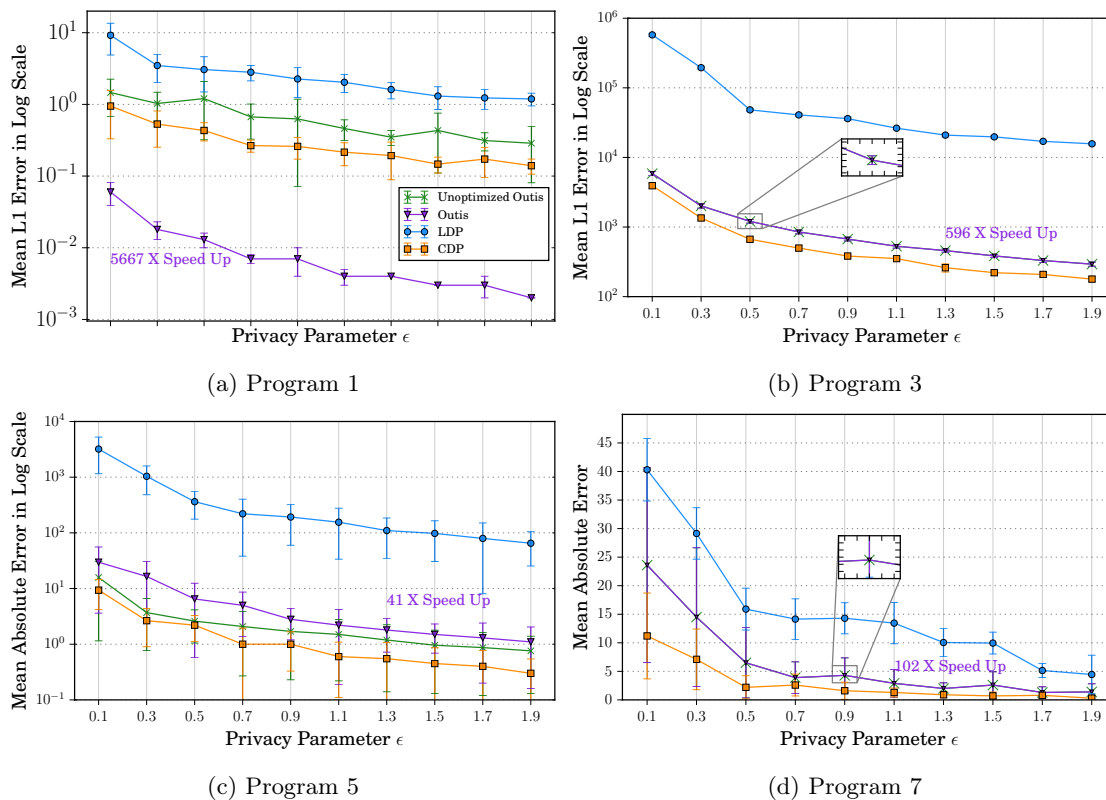 Mean L1 Error in Log Scale
10^1
10^0
10^{-1}
10^{-2}
10^{-3}
5667 X Speed Up
Unoptimized Outis
Outis
LDP
CDP
Privacy Parameter ϵ
(a) Program 1
Mean L1 Error in Log Scale
10^6
10^5
10^4
10^3
10^2
596 X Speed Up
0.1 0.3 0.5 0.7 0.9 1.1 1.3 1.5 1.7 1.9
Privacy Parameter ϵ
(b) Program 3
Mean Absolute Error in Log Scale
10^4
10^3
10^2
10^1
10^0
10^{-1}
41 X Speed Up
0.1 0.3 0.5 0.7 0.9 1.1 1.3 1.5 1.7 1.9
Privacy Parameter ϵ
(c) Program 5
Mean Absolute Error
45
40
35
30
25
20
15
10
5
0
102 X Speed Up
0.1 0.3 0.5 0.7 0.9 1.1 1.3 1.5 1.7 1.9
Privacy Parameter ϵ
(d) Program 7